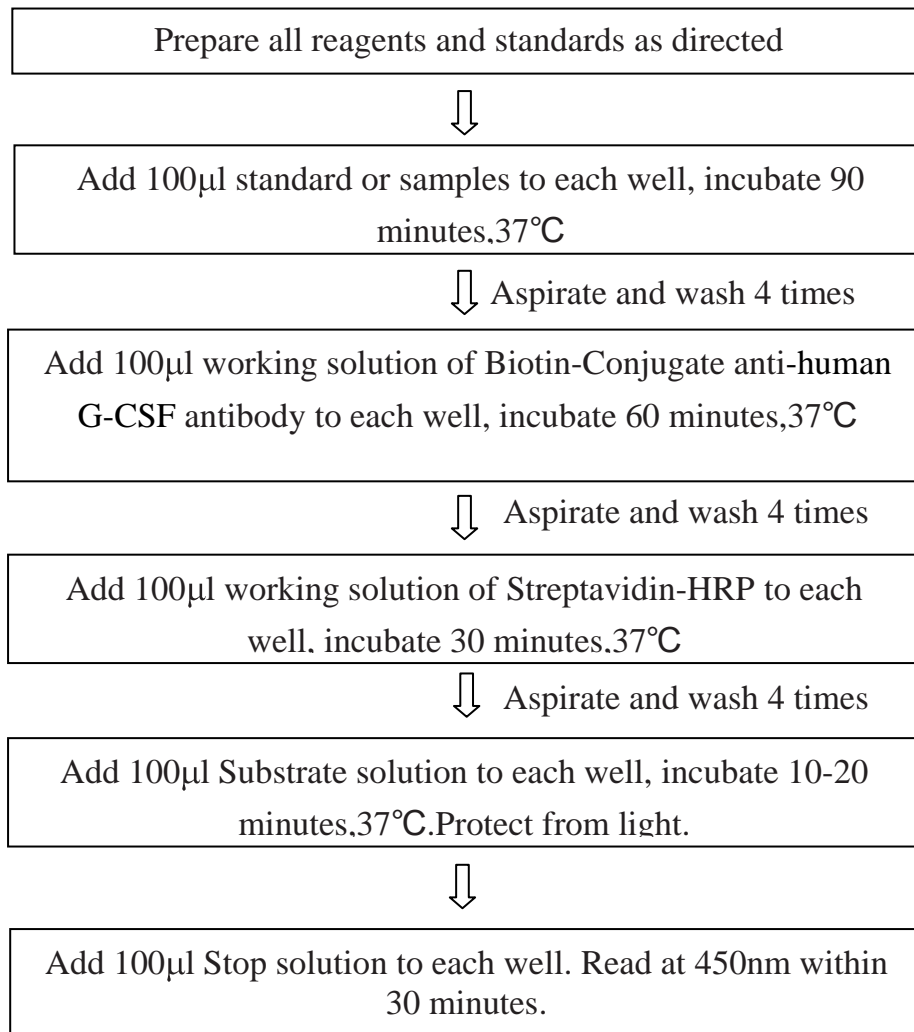 Prepare all reagents and standards as directed
Add 100μl standard or samples to each well, incubate 90
minutes,37℃
Aspirate and wash 4 times
Add 100μl working solution of Biotin-Conjugate anti-human
G-CSF antibody to each well, incubate 60 minutes,37℃
Aspirate and wash 4 times
Add 100μl working solution of Streptavidin-HRP to each
well, incubate 30 minutes,37℃
Aspirate and wash 4 times
Add 100μl Substrate solution to each well, incubate 10-20
minutes,37℃.Protect from light.
Add 100μl Stop solution to each well. Read at 450nm within
30 minutes.